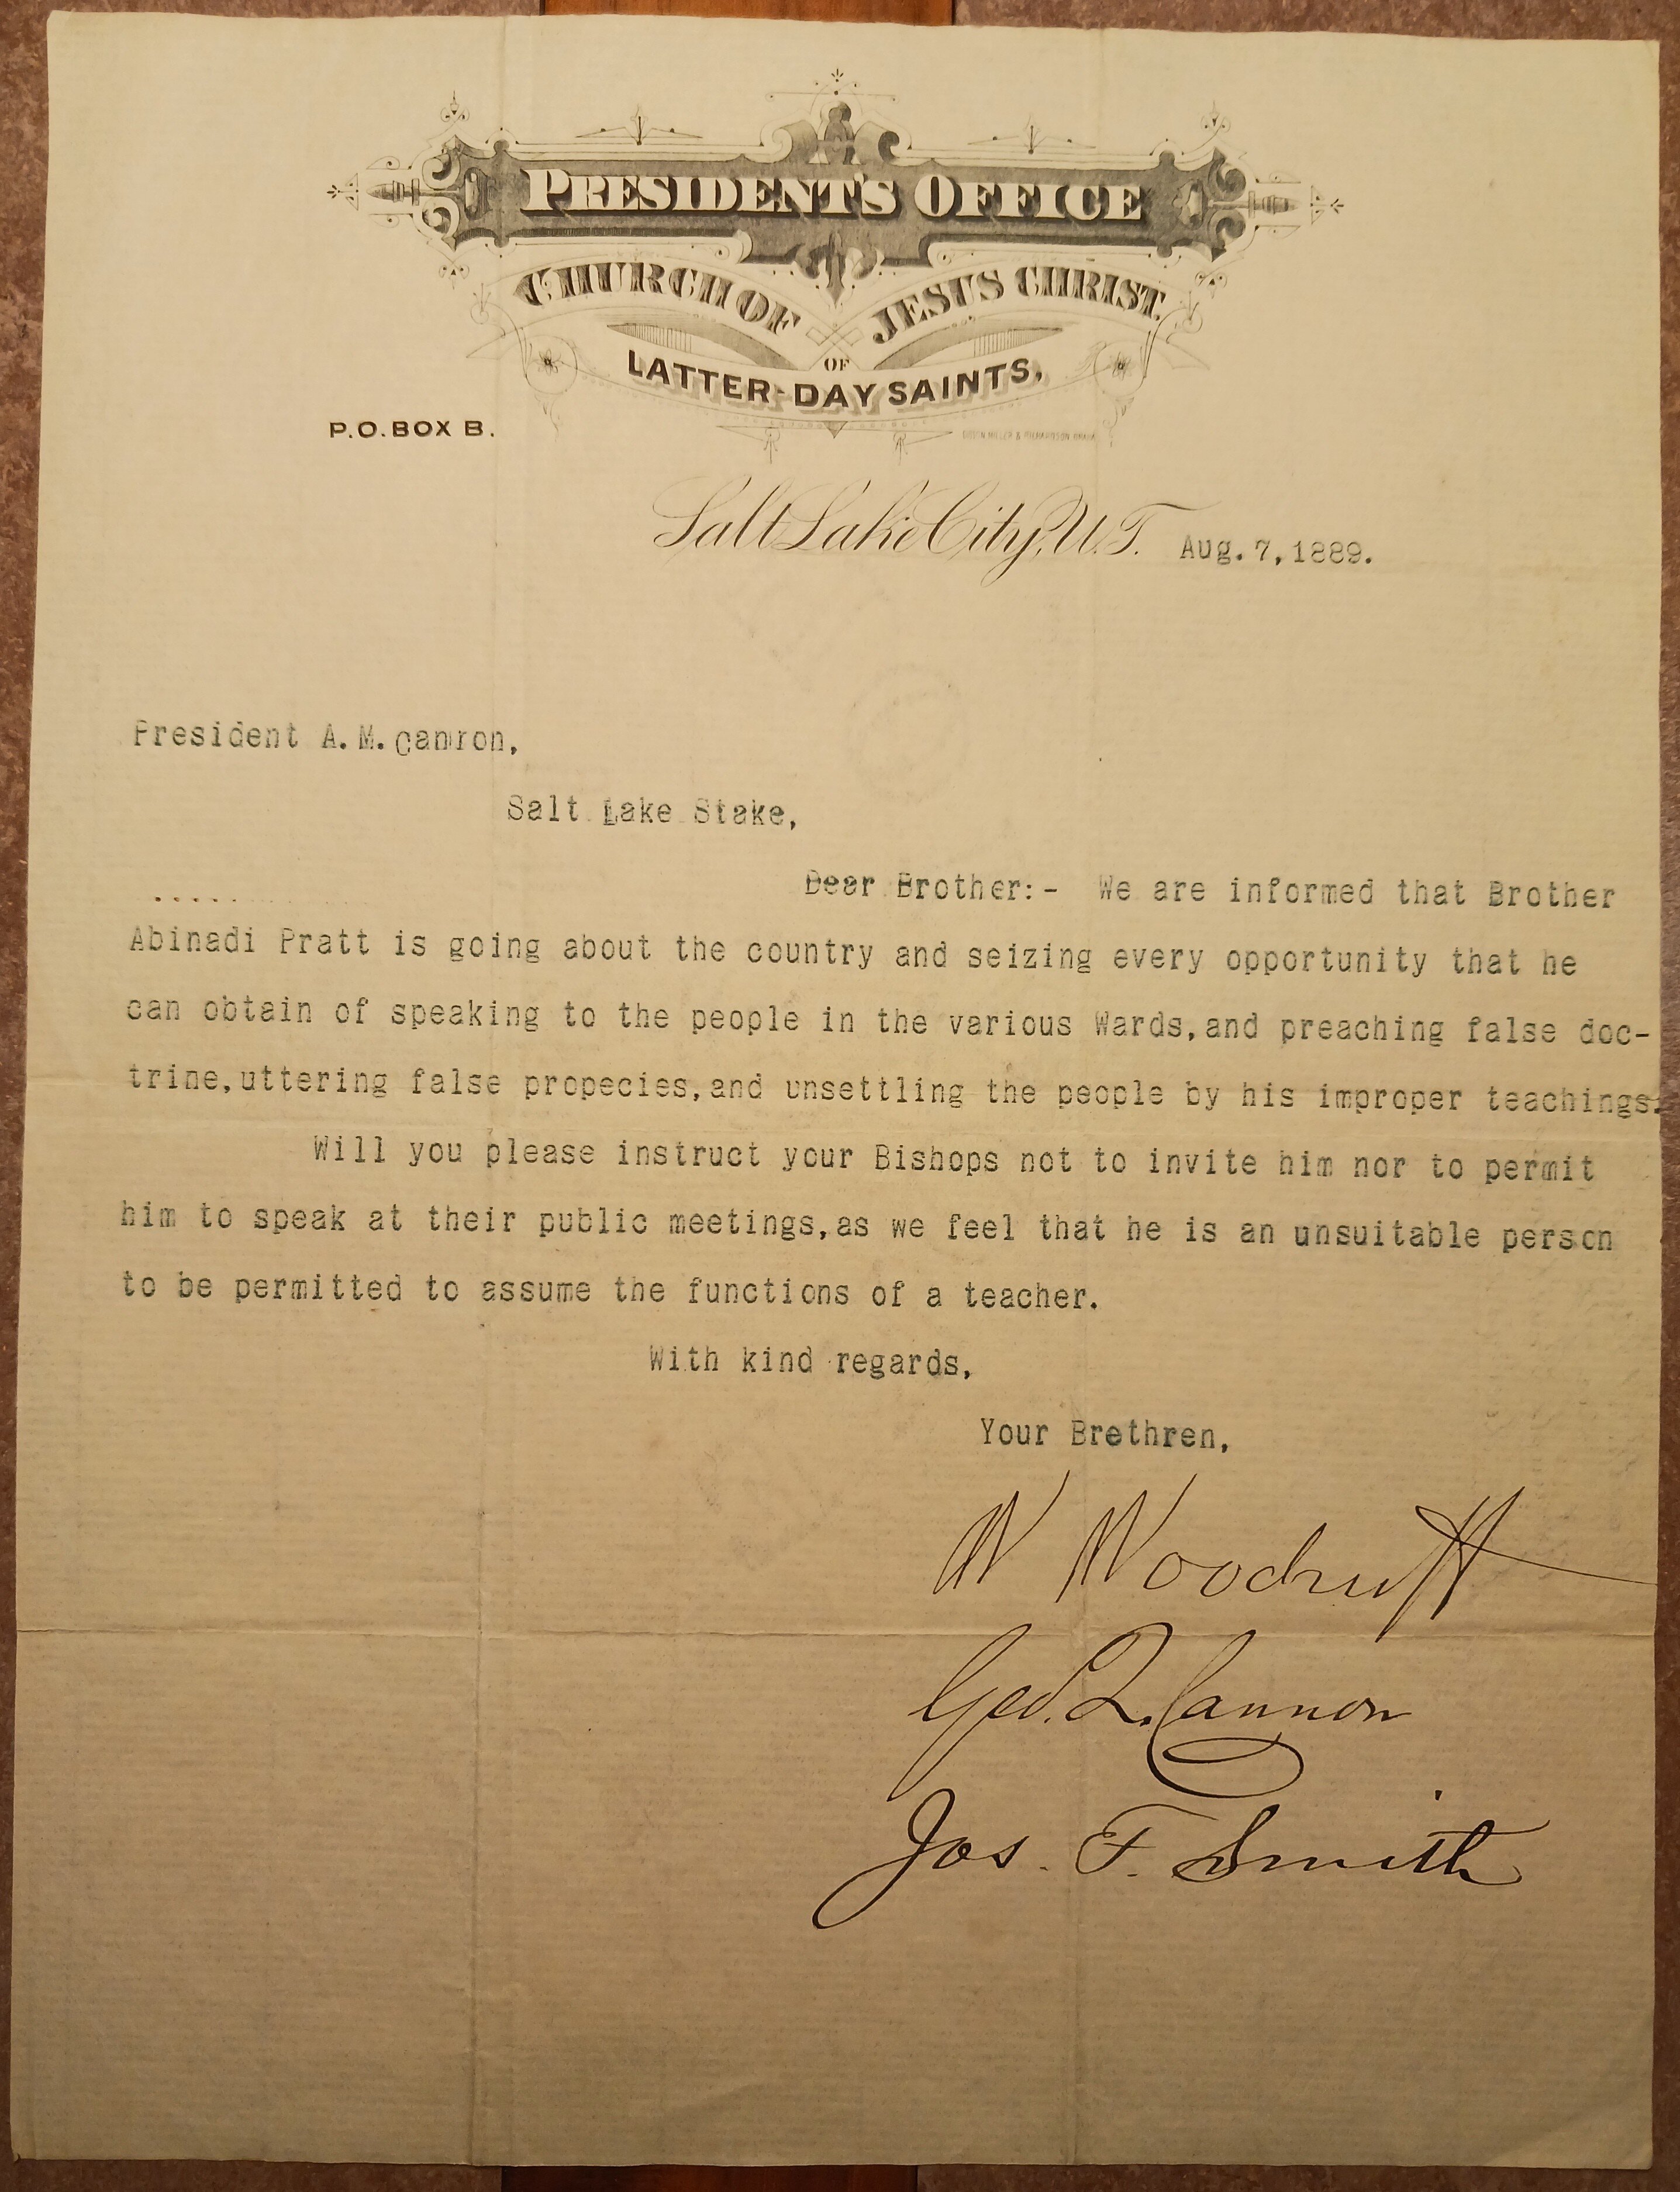 PRESIDENT'S OFFICE
CHURCH OF JESUS CHRIST
OF
LATTER-DAY SAINTS,
P.O. BOX B.
Salt Lake City, U.T. Aug. 7, 1889.
President A. M. Canron,
Salt Lake Stake,
Dear Brother:- We are informed that Brother
Abinadi Pratt is going about the country and seizing every opportunity that he
can obtain of speaking to the people in the various Wards, and preaching false doc-
trine, uttering false propecies, and unsettling the people by his improper teachings.
Will you please instruct your Bishops not to invite him nor to permit
him to speak at their public meetings, as we feel that he is an unsuitable person
to be permitted to assume the functions of a teacher.
With kind regards,
Your Brethren,
W Woodruff
Geo. Q. Cannon
Jos. F. Smith